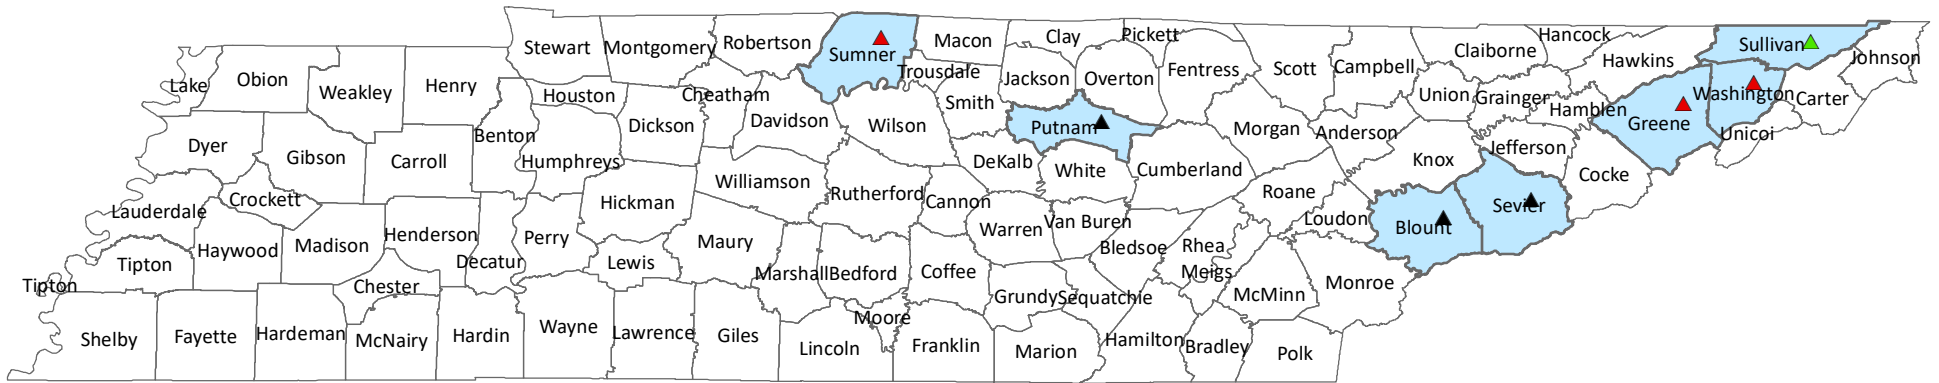 Stewart
Montgomery
Robertson
Sumner
Macon
Clay
Pickett
Hancock
Claiborne
Hawkins
Sullivan
Johnson
Lake
Obion
Weakley
Henry
Houston
Cheatham
Trousdale
Jackson
Overton
Fentress
Scott
Campbell
Union
Grainger
Hamblen
Washington
Carter
Greene
Unicoi
Dyer
Gibson
Carroll
Benton
Humphreys
Dickson
Davidson
Wilson
Smith
Putnam
Morgan
Anderson
Jefferson
Cocke
Knox
DeKalb
White
Cumberland
Roane
Loudon
Blount
Sevier
Lauderdale
Crockett
Haywood
Madison
Henderson
Decatur
Perry
Hickman
Williamson
Rutherford
Cannon
Warren
Van Buren
Bledsoe
Rhea
Meigs
Tipton
Tipton
Chester
Lewis
Maury
Marshall
Bedford
Coffee
Grundy
Sequatchie
McMinn
Monroe
Shelby
Fayette
Hardeman
McNairy
Hardin
Wayne
Lawrence
Giles
Lincoln
Moore
Franklin
Marion
Hamilton
Bradley
Polk